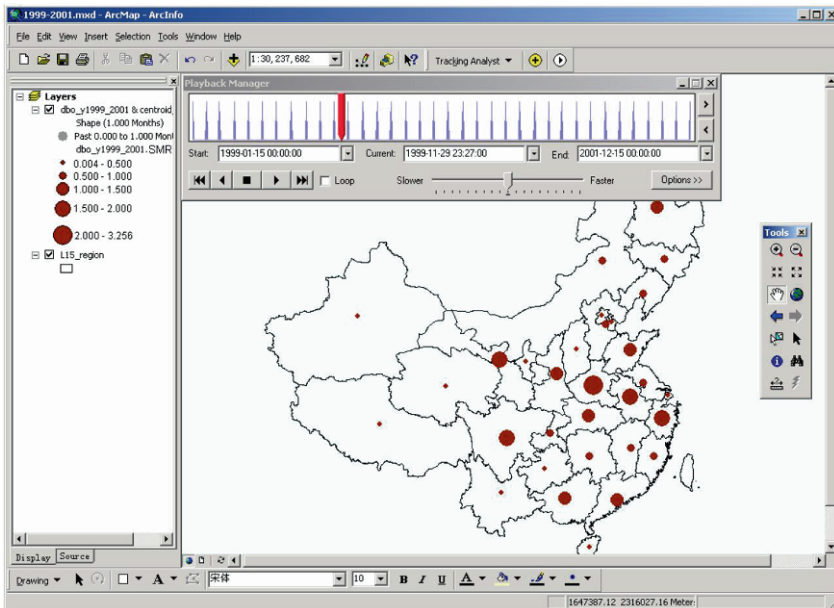 1999-2001.mxd - ArcMap - ArcInfo
File Edit View Insert Selection Tools Window Help
1:30,237,682
Tracking Analyst
Playback Manager
Start: 1999-01-15 00:00:00 Current: 1999-11-29 23:27:00 End: 2001-12-15 00:00:00
Loop Slower Faster Options >>
Layers
dbo_y1999_2001 & centroid_
Shape (1.000 Months)
Past 0.000 to 1.000 Mon
dbo_y1999_2001.SMR
0.004 - 0.500
0.500 - 1.000
1.000 - 1.500
1.500 - 2.000
2.000 - 3.256
L15_region
Tools
Display Source
Drawing A 宋体 10 B I U A
1647387.12 2316027.16 Meter: